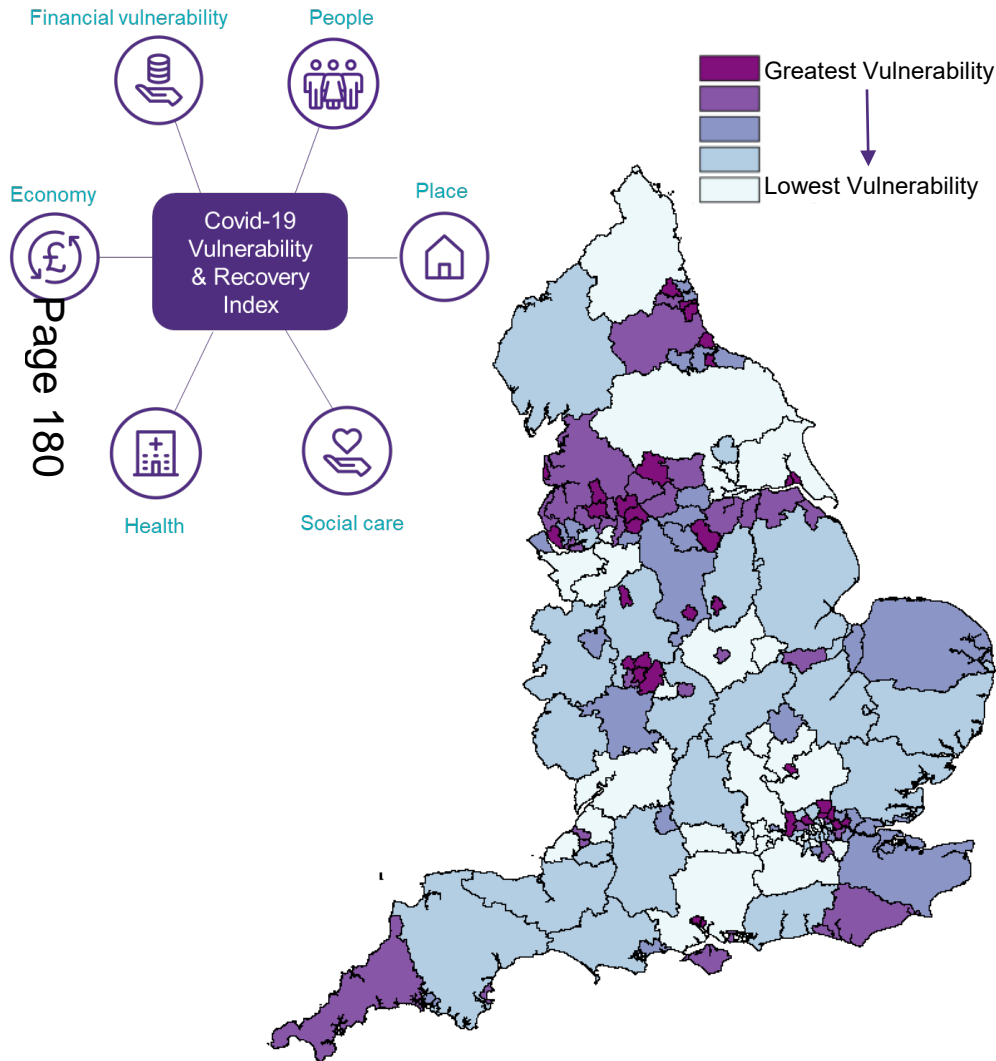 Financial vulnerability
People
Economy
Covid-19
Vulnerability
& Recovery
Index
Place
Health
Social care
Page 180
Greatest Vulnerability
Lowest Vulnerability